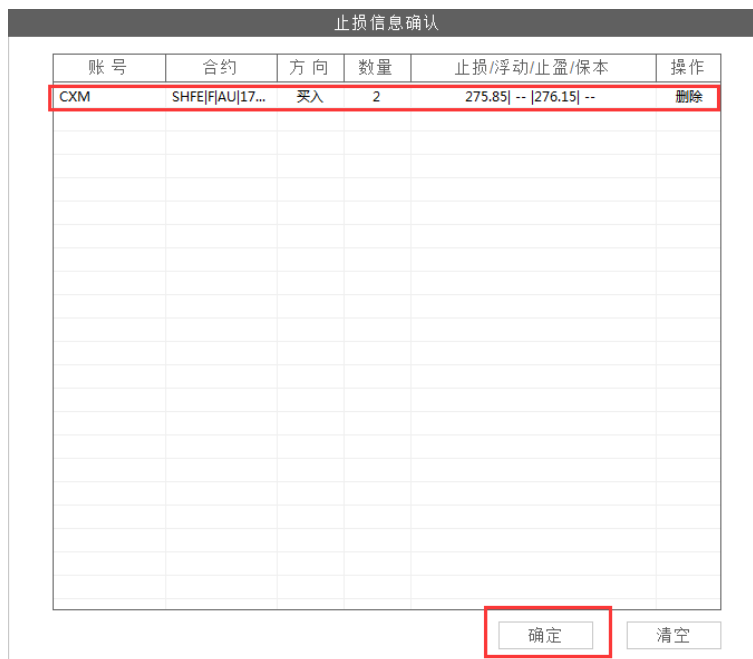 止损信息确认
账 号 合约 方 向 数量 止损/浮动/止盈/保本 操作
CXM SHFE|F|AU|17... 买入 2 275.85| -- |276.15| -- 删除
确定 清空